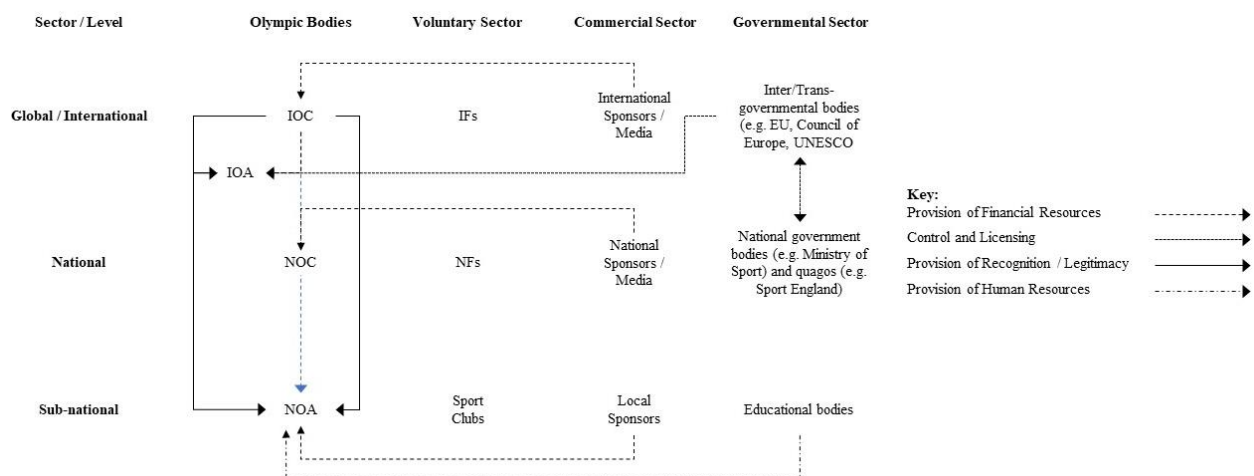 Sector / Level Olympic Bodies Voluntary Sector Commercial Sector Governmental Sector
Global / International
IOC
IFs
International
Sponsors /
Media
Inter/Trans-
governmental bodies
(e.g. EU, Council of
Europe, UNESCO
IOA
Key:
Provision of Financial Resources
Control and Licensing
Provision of Recognition / Legitimacy
Provision of Human Resources
National
NOC
NFs
National
Sponsors /
Media
National government
bodies (e.g. Ministry of
Sport) and quagos (e.g.
Sport England)
Sub-national
NOA
Sport
Clubs
Local
Sponsors
Educational bodies